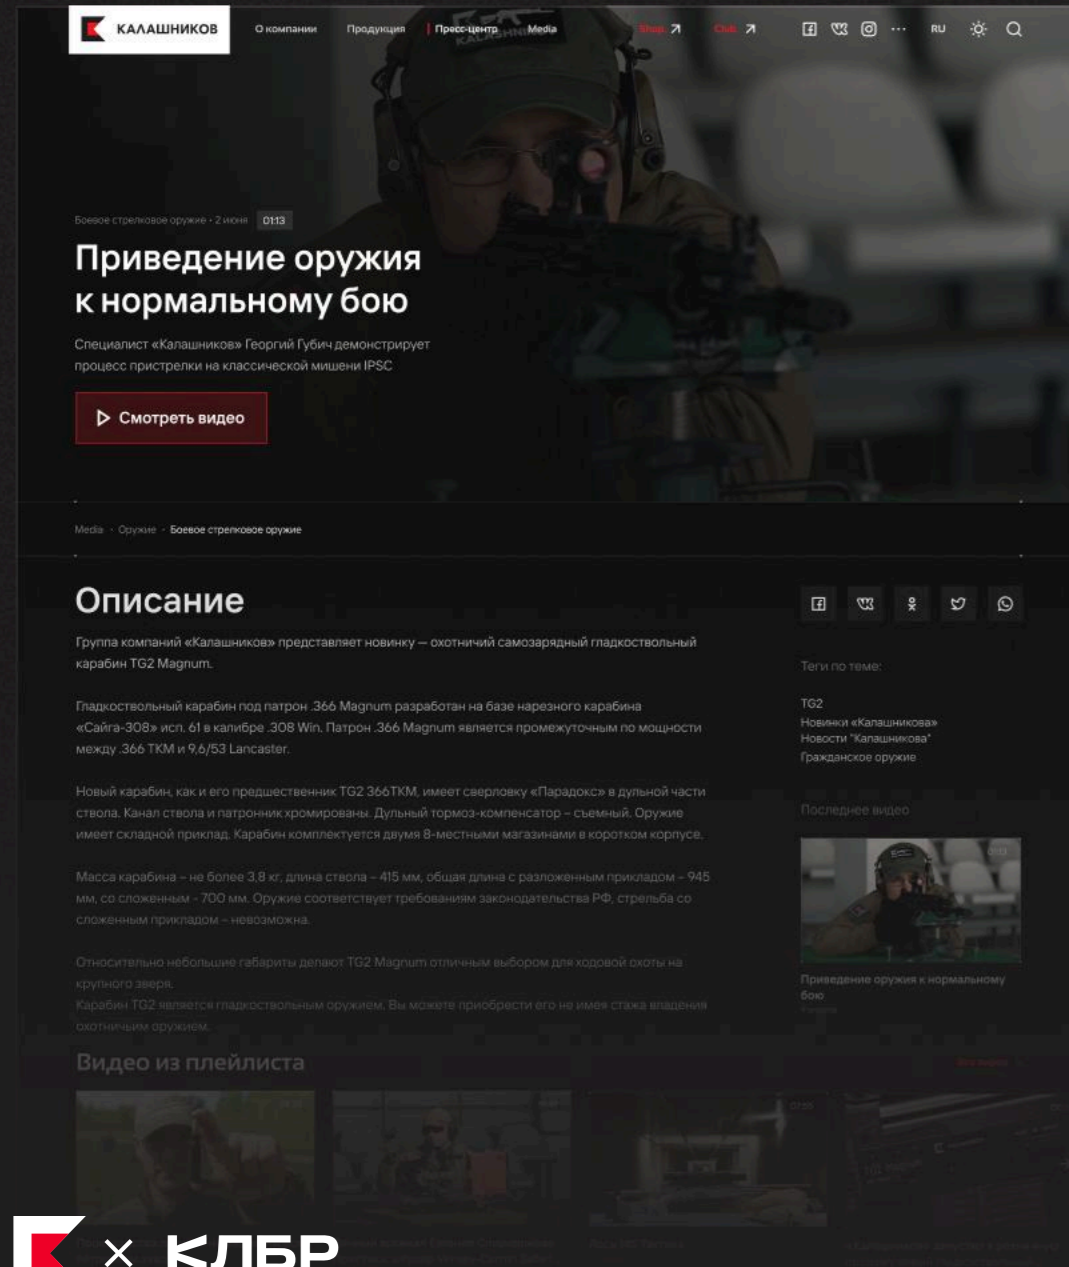 КАЛАШНИКОВ
О компании
Продукция
Пресс-центр
Media
Shop
Club
RU
Боевое стрелковое оружие • 2 июня 01:13
Приведение оружия
к нормальному бою
Специалист «Калашников» Георгий Губич демонстрирует
процесс пристрелки на классической мишени IPSC
Смотреть видео
Media • Оружие • Боевое стрелковое оружие
Описание
Группа компаний «Калашников» представляет новинку — охотничий самозарядный гладкоствольный
карабин TG2 Magnum.
Гладкоствольный карабин под патрон .366 Magnum разработан на базе нарезного карабина
«Сайга-308» исп. 61 в калибре .308 Win. Патрон .366 Magnum является промежуточным по мощности
между .366 ТКМ и 9,6/53 Lancaster.
Новый карабин, как и его предшественник TG2 366ТКМ, имеет сверловку «Парадокс» в дульной части
ствола. Канал ствола и патронник хромированы. Дульный тормоз-компенсатор – съемный. Оружие
имеет складной приклад. Карабин комплектуется двумя 8-местными магазинами в коротком корпусе.
Масса карабина – не более 3,8 кг, длина ствола – 415 мм, общая длина с разложенным прикладом – 945
мм, со сложенным - 700 мм. Оружие соответствует требованиям законодательства РФ, стрельба со
сложенным прикладом – невозможна.
Относительно небольшие габариты делают TG2 Magnum отличным выбором для ходовой охоты на
крупного зверя.
Карабин TG2 является гладкоствольным оружием. Вы можете приобрести его не имея стажа владения
охотничьим оружием.
Теги по теме:
TG2
Новинки «Калашникова»
Новости "Калашникова"
Гражданское оружие
Последнее видео
01:13
Приведение оружия к нормальному
бою
Видео из плейлиста
× КЛБР